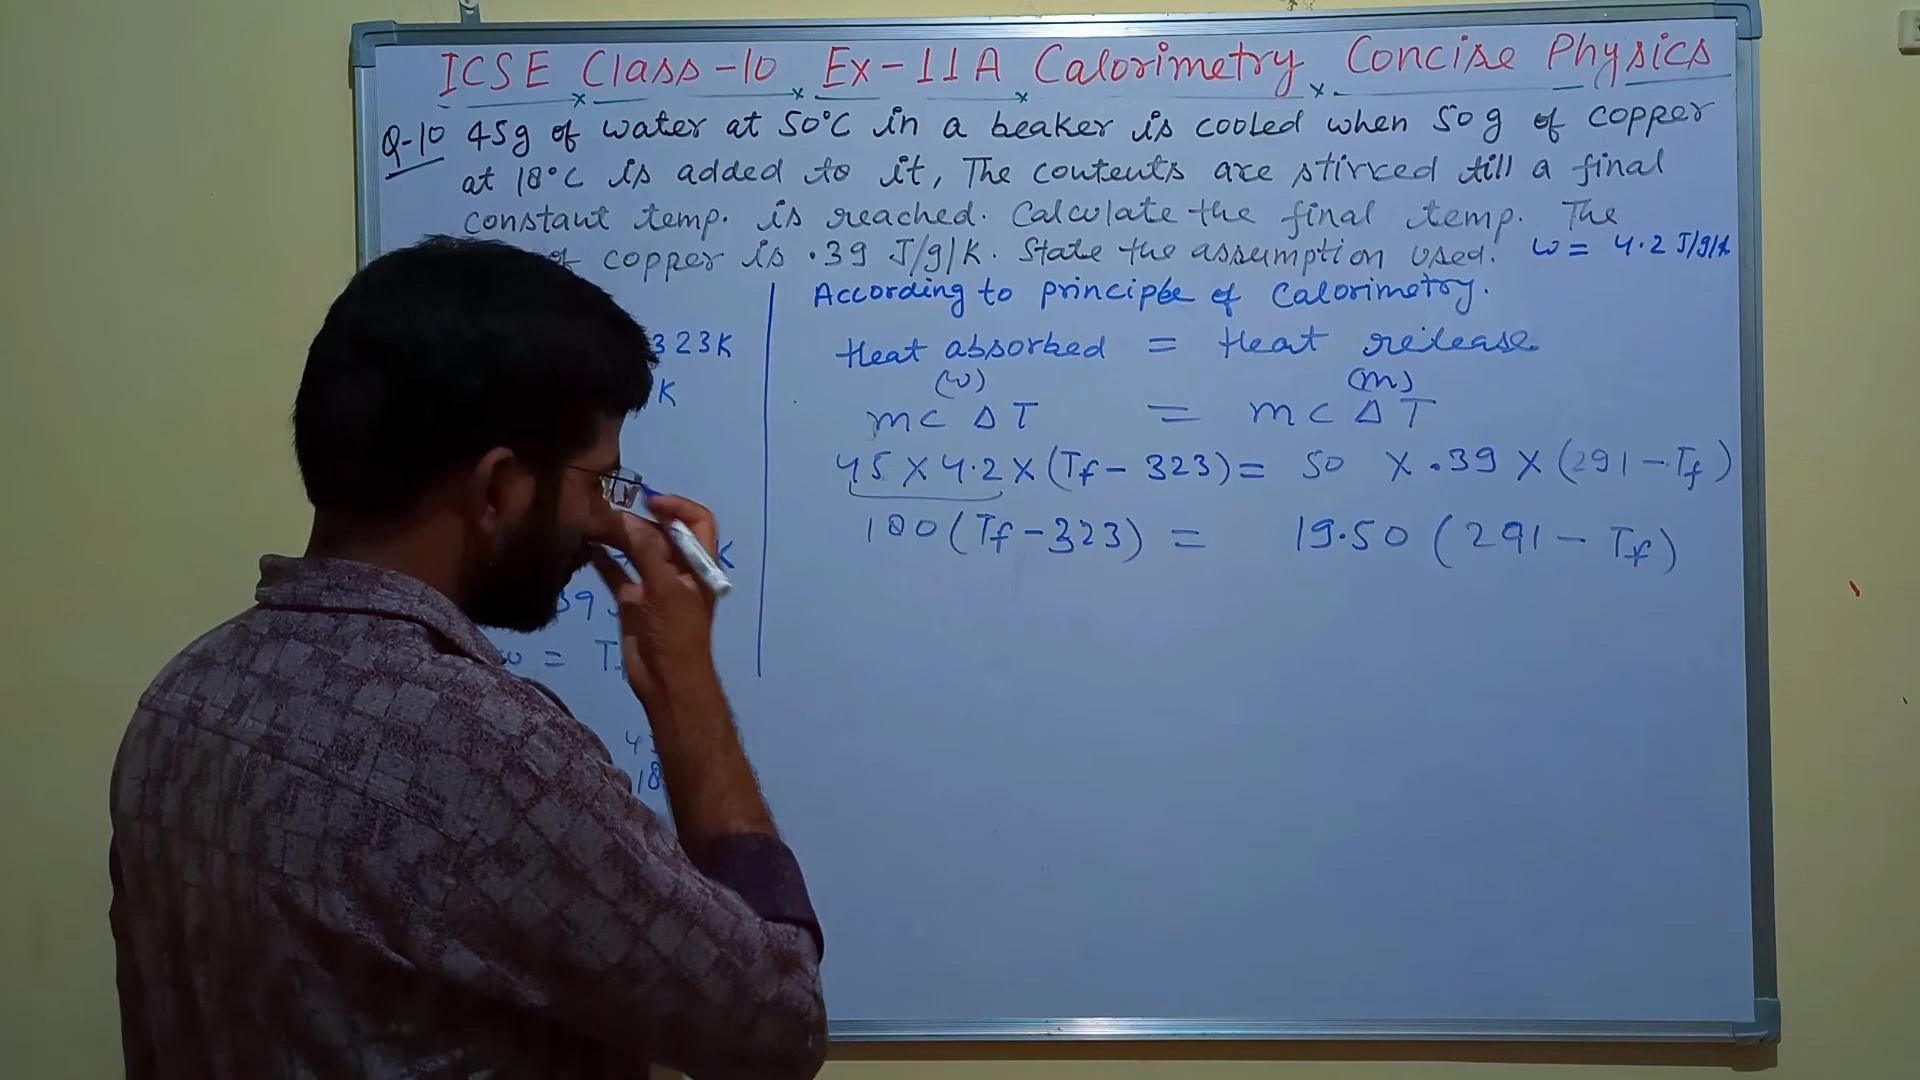 ICSE Class-10 Ex-11A Calorimetry Concise Physics
Q-10 45g of water at 50°C in a beaker is cooled when 50g of copper
at 18°C is added to it, The contents are stirred till a final
constant temp. is reached. Calculate the final temp. The
of copper is .39 J/g/K. State the assumption used. w = 4.2 J/g/K
323K
K
K
39 J
w = T
18
According to principle of Calorimetry.
Heat absorbed = Heat release
(w) (m)
mc Δ T = mc Δ T
45 X 4.2 X (Tf - 323) = 50 X .39 X (291 - Tf)
180 (Tf - 323) = 19.50 (291 - Tf)